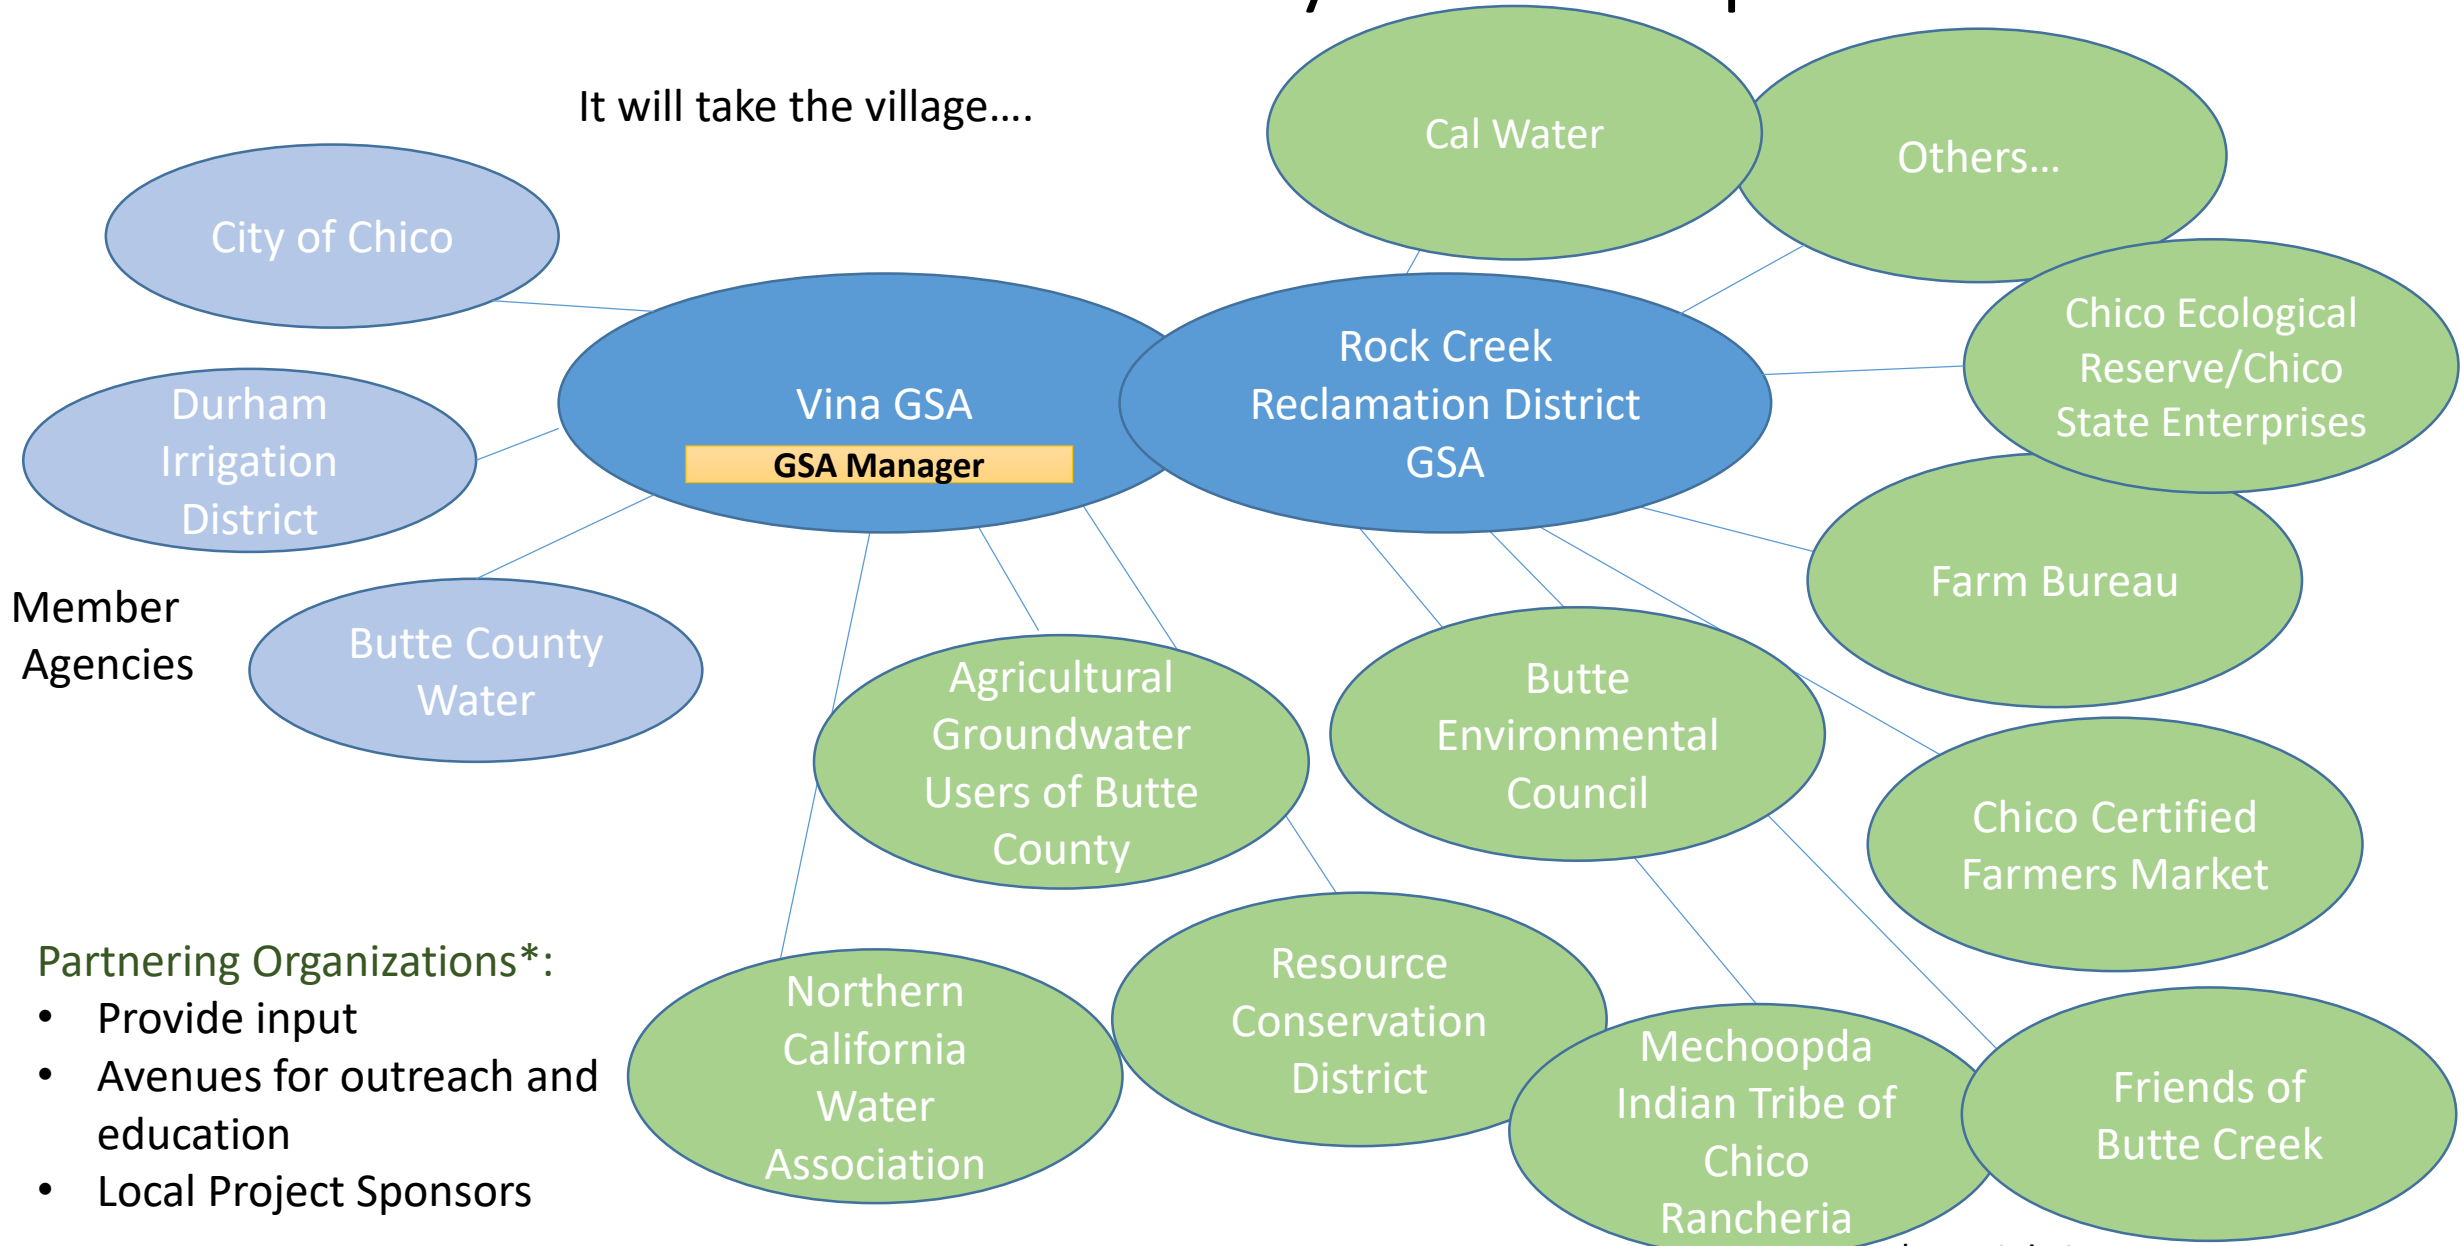 It will take the village....
Cal Water
Others...
City of Chico
Chico Ecological
Reserve/Chico
State Enterprises
Rock Creek
Reclamation District
GSA
Vina GSA
GSA Manager
Durham
Irrigation
District
Farm Bureau
Member
Agencies
Butte County
Water
Agricultural
Groundwater
Users of Butte
County
Butte
Environmental
Council
Chico Certified
Farmers Market
Partnering Organizations*:
• Provide input
• Avenues for outreach and
education
• Local Project Sponsors
Northern
California
Water
Association
Resource
Conservation
District
Mechoopda
Indian Tribe of
Chico
Rancheria
Friends of
Butte Creek